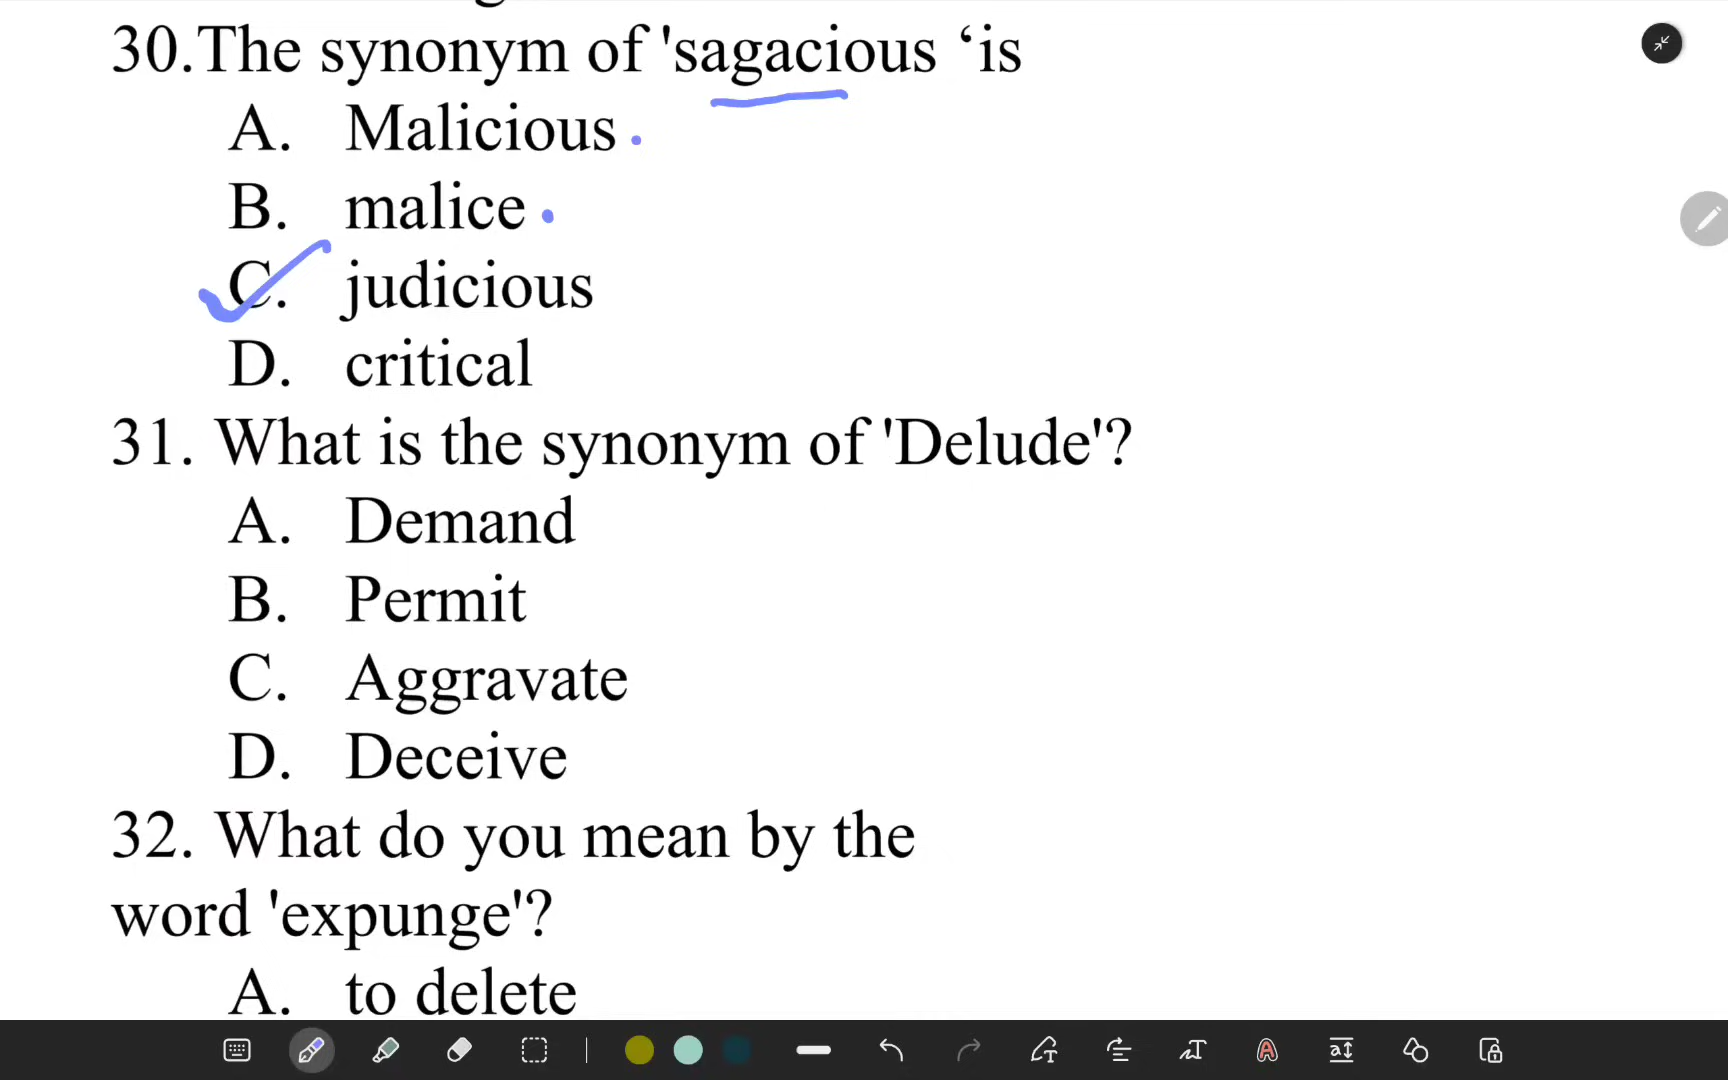 30.The synonym of 'sagacious ‘is
A. Malicious
B. malice
C. judicious
D. critical
31. What is the synonym of 'Delude'?
A. Demand
B. Permit
C. Aggravate
D. Deceive
32. What do you mean by the
word 'expunge'?
A. to delete